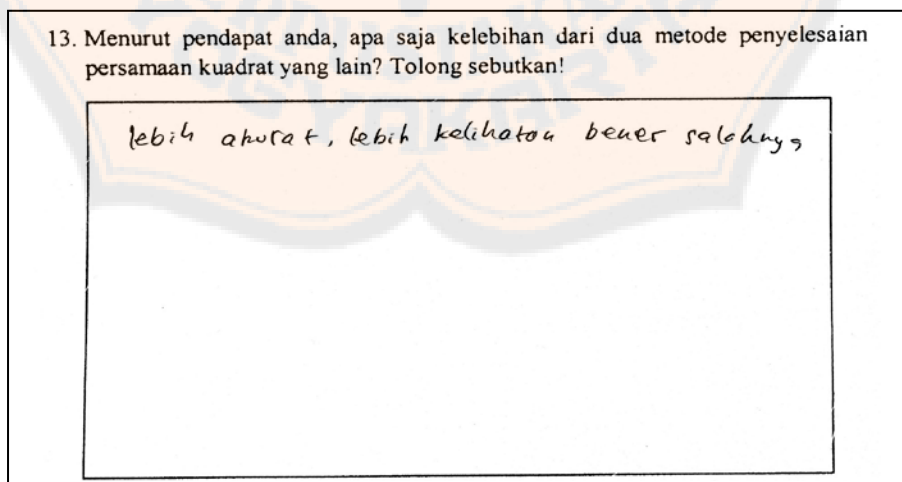 13. Menurut pendapat anda, apa saja kelebihan dari dua metode penyelesaian
persamaan kuadrat yang lain? Tolong sebutkan!
lebih akurat, lebih kelihatan bener salahnya